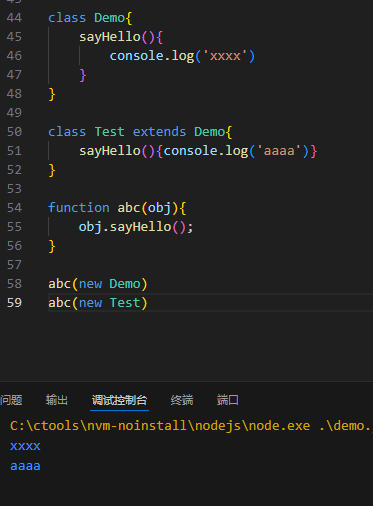 44 class Demo{
45 sayHello(){
46 console.log('xxxx')
47 }
48 }
49
50 class Test extends Demo{
51 sayHello(){console.log('aaaa')}
52 }
53
54 function abc(obj){
55 obj.sayHello();
56 }
57
58 abc(new Demo)
59 abc(new Test)
问题 输出 调试控制台 终端 端口
C:\ctools\nvm-noinstall\nodejs\node.exe .\demo.
xxxx
aaaa